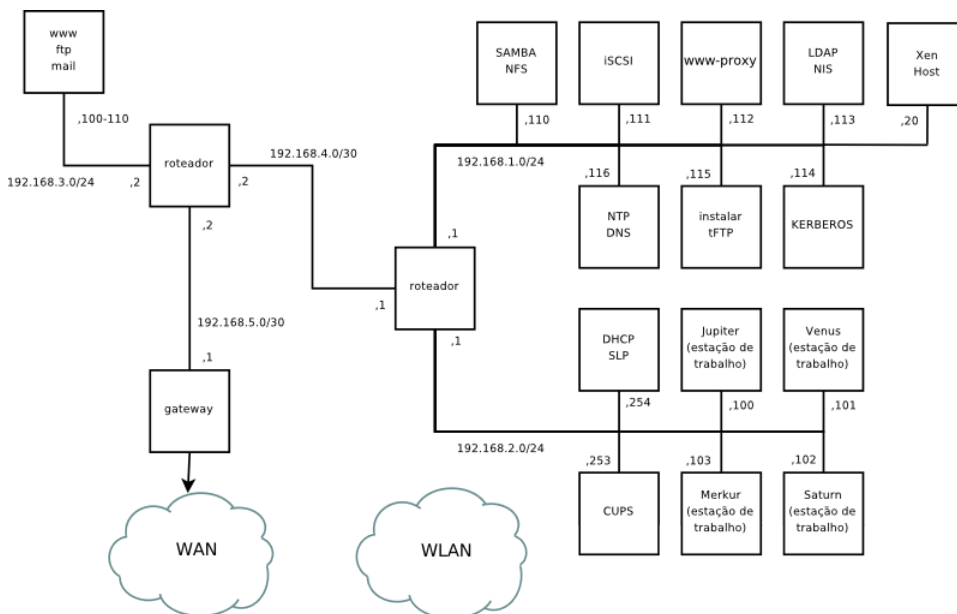 www
ftp
mail
,100-110
192.168.3.0/24
,2
roteador
,2
192.168.4.0/30
,2
192.168.5.0/30
,1
gateway
WAN
WLAN
,1
roteador
,1
,1
SAMBA
NFS
iSCSI
www-proxy
LDAP
NIS
Xen
Host
,110
,111
,112
,113
,20
192.168.1.0/24
,116
,115
,114
NTP
DNS
instalar
tFTP
KERBEROS
DHCP
SLP
Jupiter
(estação de
trabalho)
Venus
(estação de
trabalho)
,254
,100
,101
192.168.2.0/24
,253
,103
,102
CUPS
Merkur
(estação de
trabalho)
Saturn
(estação de
trabalho)